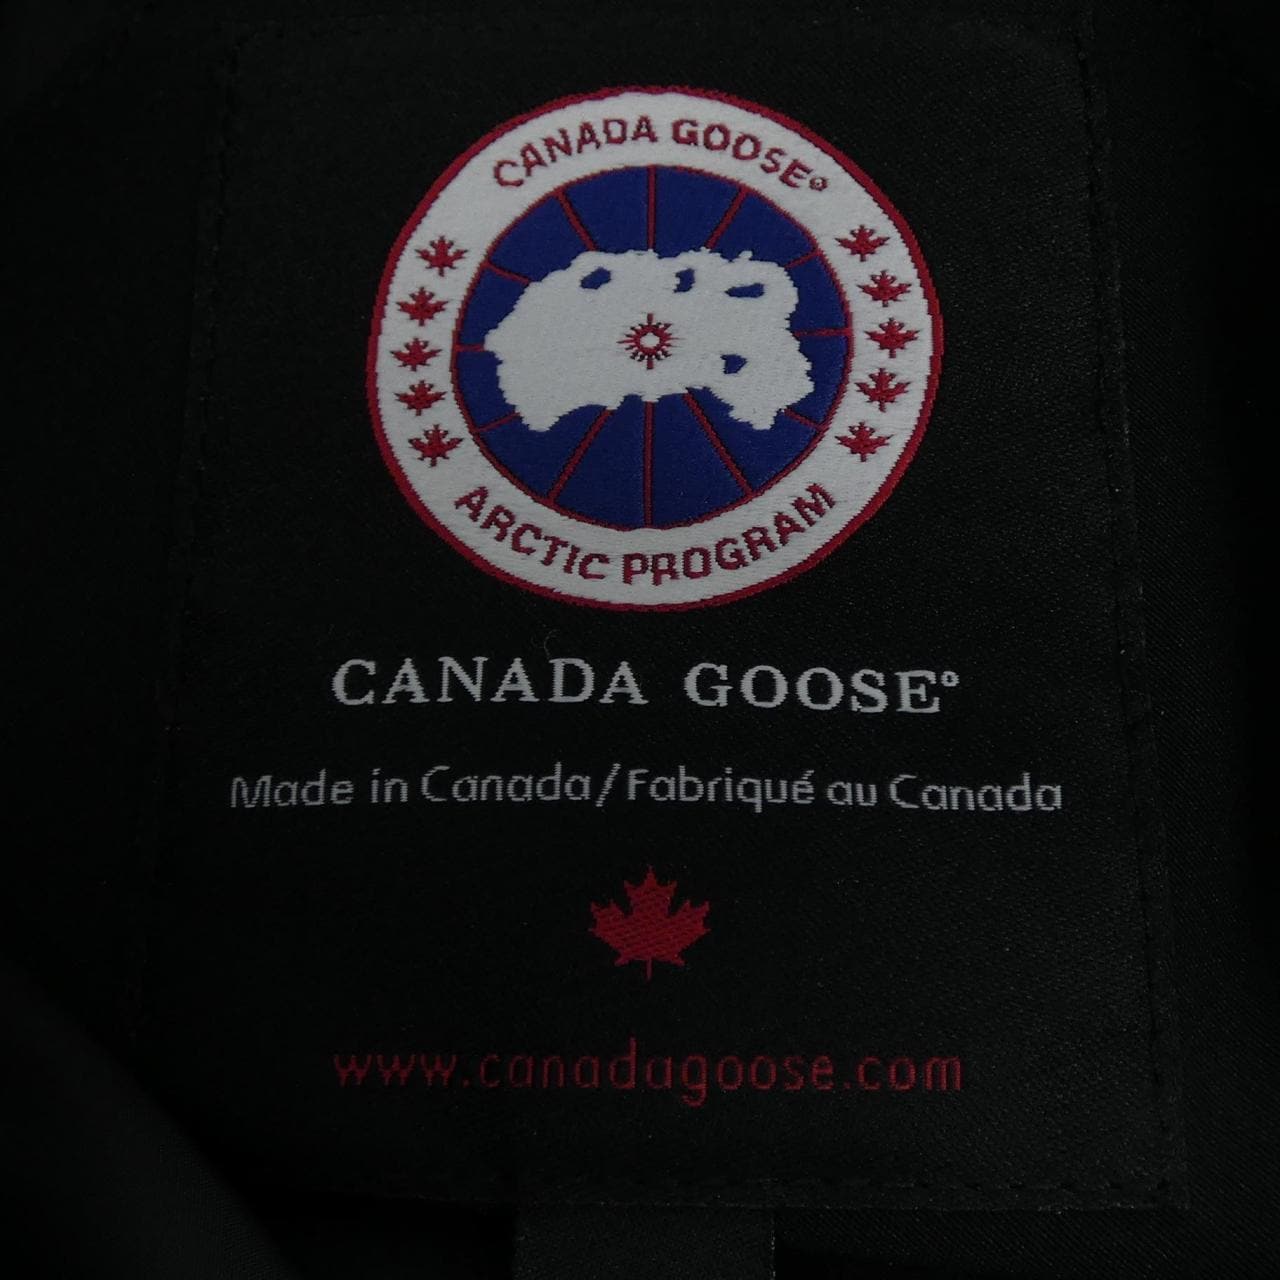 CANADA GOOSE®
ARCTIC PROGRAM
CANADA GOOSE®
Made in Canada/Fabriqué au Canada
www.canadagoose.com